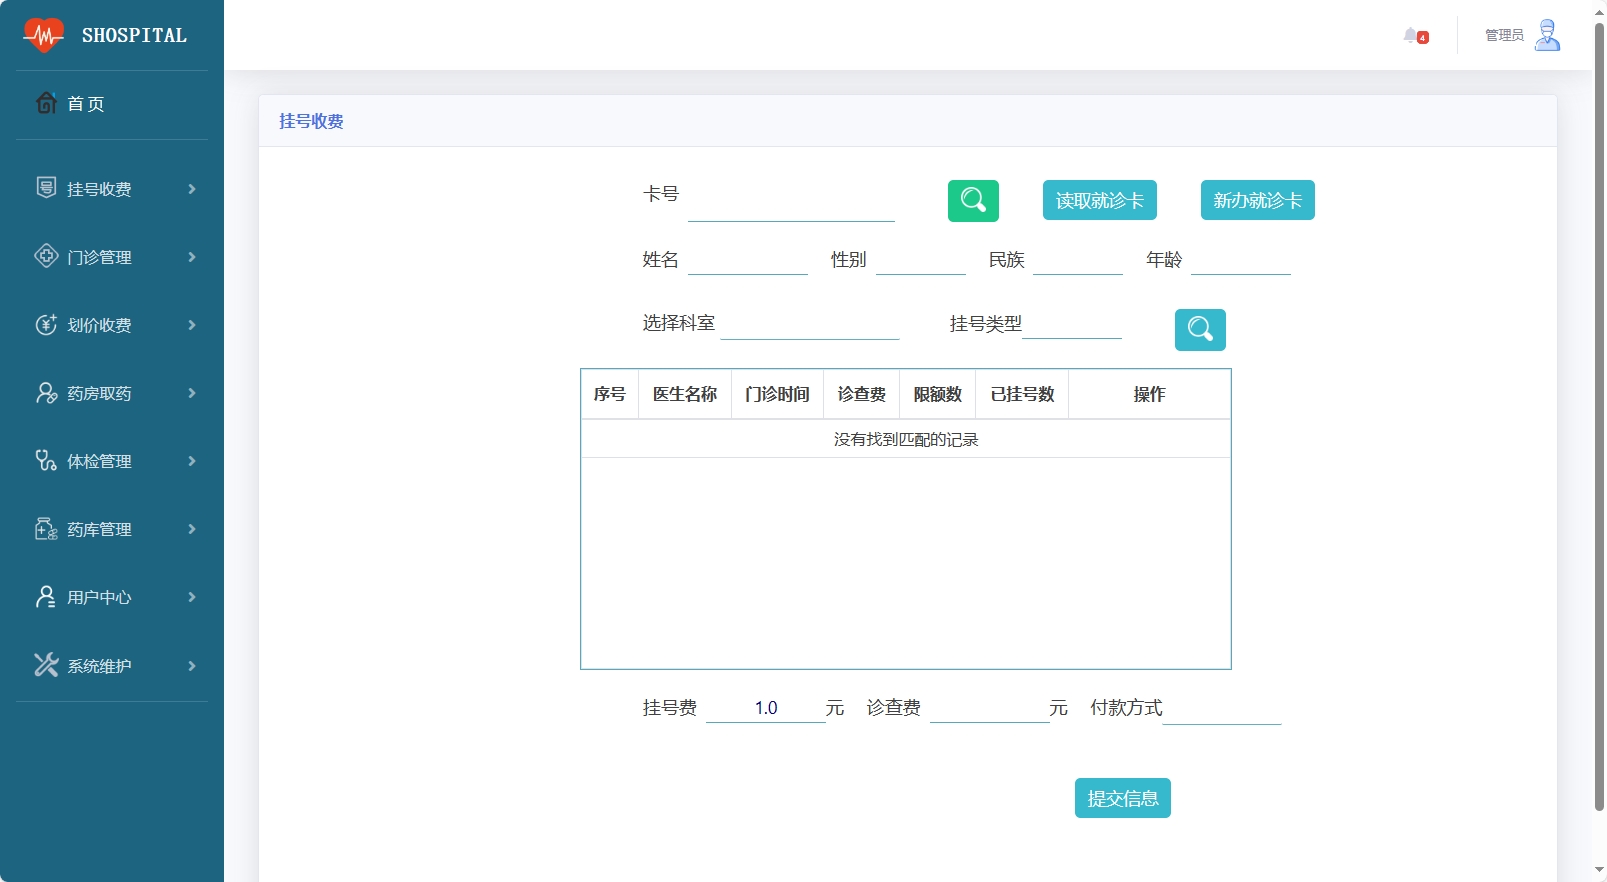 SHOSPITAL
首页
挂号收费
门诊管理
划价收费
药房取药
体检管理
药库管理
用户中心
系统维护
4 管理员
挂号收费
卡号 读取就诊卡 新办就诊卡
姓名 性别 民族 年龄
选择科室 挂号类型
序号 医生名称 门诊时间 诊查费 限额数 已挂号数 操作
没有找到匹配的记录
挂号费 1.0 元 诊查费 元 付款方式
提交信息